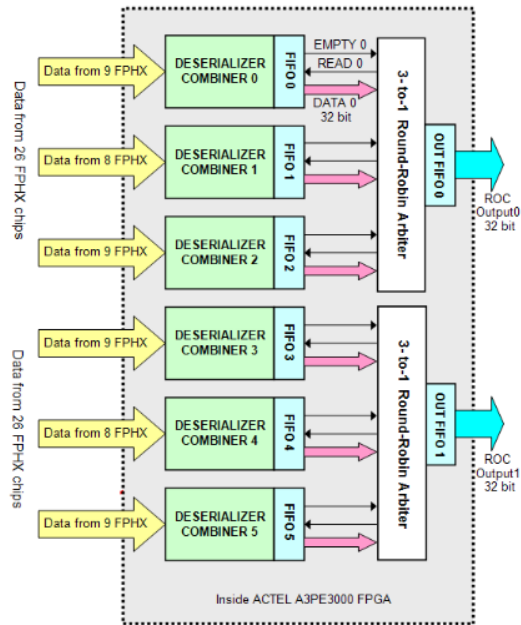 Data from 26 FPHX chips
Data from 26 FPHX chips
Data from 9 FPHX
DESERIALIZER
COMBINER 0
FIFO 0
EMPTY 0
READ 0
DATA 0
32 bit
Data from 8 FPHX
DESERIALIZER
COMBINER 1
FIFO 1
Data from 9 FPHX
DESERIALIZER
COMBINER 2
FIFO 2
3- to-1 Round-Robin Arbiter
OUT FIFO 0
ROC
Output0
32 bit
Data from 9 FPHX
DESERIALIZER
COMBINER 3
FIFO 3
Data from 8 FPHX
DESERIALIZER
COMBINER 4
FIFO 4
Data from 9 FPHX
DESERIALIZER
COMBINER 5
FIFO 5
3- to-1 Round-Robin Arbiter
OUT FIFO 1
ROC
Output1
32 bit
Inside ACTEL A3PE3000 FPGA